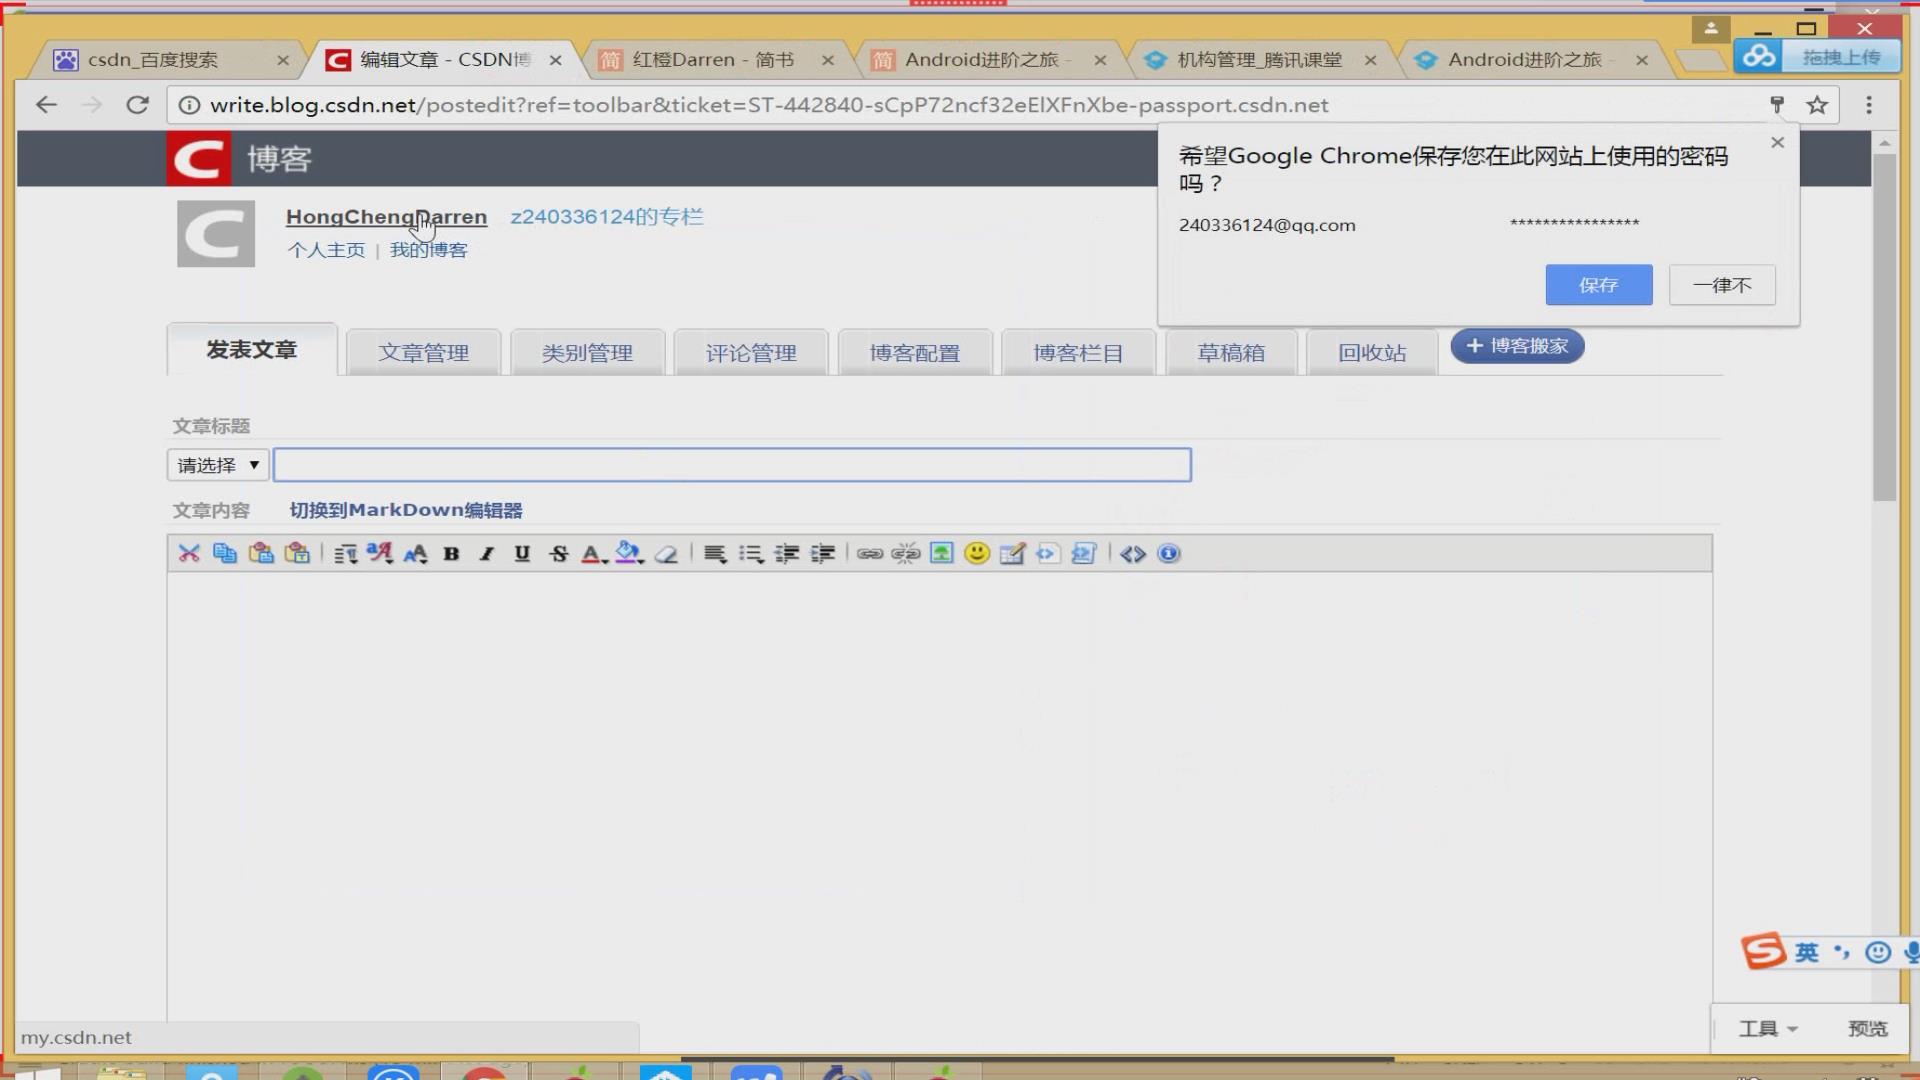 csdn_百度搜索
编辑文章 - CSDN博
红橙Darren - 简书
Android进阶之旅 -
机构管理_腾讯课堂
Android进阶之旅 -
拖拽上传
write.blog.csdn.net/postedit?ref=toolbar&ticket=ST-442840-sCpP72ncf32eElXFnXbe-passport.csdn.net
博客
希望Google Chrome保存您在此网站上使用的密码
吗？
240336124@qq.com ****************
保存 一律不
HongChengDarren z240336124的专栏
个人主页 | 我的博客
发表文章 文章管理 类别管理 评论管理 博客配置 博客栏目 草稿箱 回收站 + 博客搬家
文章标题
请选择
文章内容 切换到MarkDown编辑器
英
工具 预览
my.csdn.net